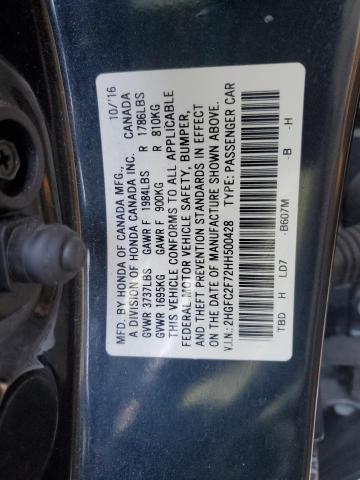 MFD. BY HONDA OF CANADA MFG., 10/'16
A DIVISION OF HONDA CANADA INC. CANADA
GVWR 3737LBS GAWR F 1984LBS R 1786LBS
GVWR 1695KG GAWR F 900KG R 810KG
THIS VEHICLE CONFORMS TO ALL APPLICABLE
FEDERAL MOTOR VEHICLE SAFETY, BUMPER,
AND THEFT PREVENTION STANDARDS IN EFFECT
ON THE DATE OF MANUFACTURE SHOWN ABOVE.
V.I.N.: 2HGFC2F72HH500428 TYPE: PASSENGER CAR
TBD H LD7 -B607M -B -H